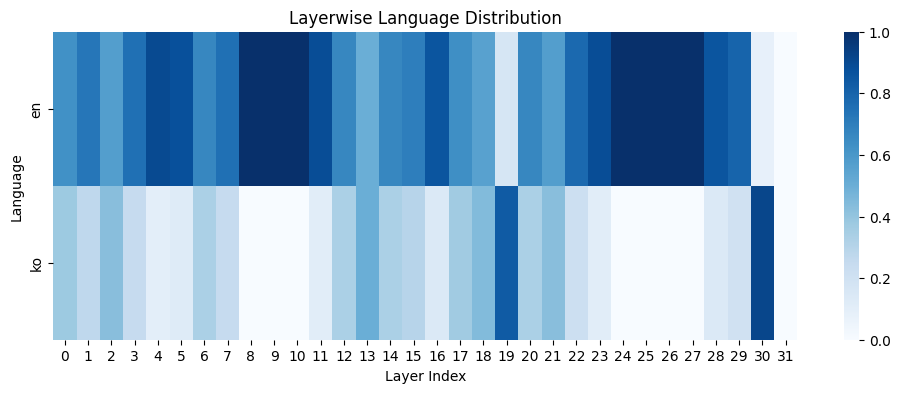 Layerwise Language Distribution
en
ko
Language
0 1 2 3 4 5 6 7 8 9 10 11 12 13 14 15 16 17 18 19 20 21 22 23 24 25 26 27 28 29 30 31
Layer Index
1.0
0.8
0.6
0.4
0.2
0.0